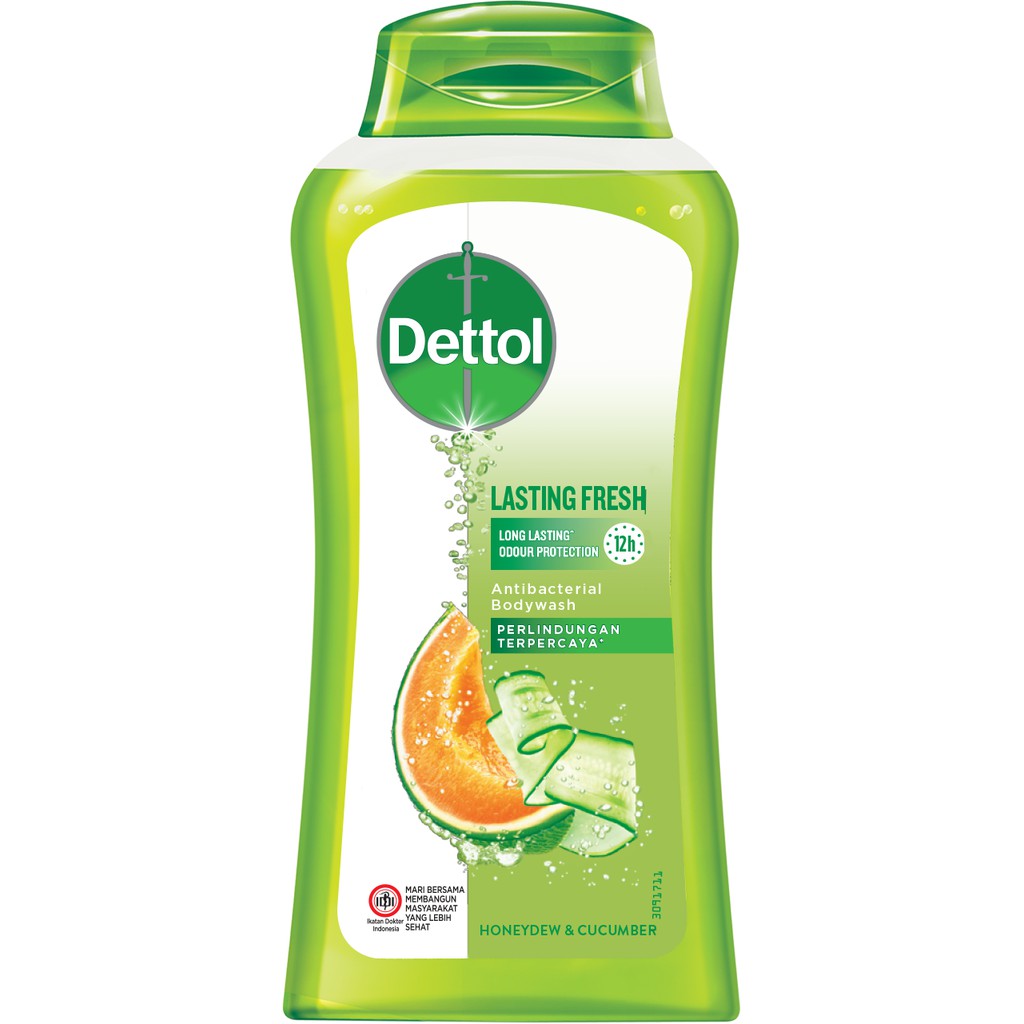 Dettol
LASTING FRESH
LONG LASTING^
ODOUR PROTECTION
12h
Antibacterial
Bodywash
PERLINDUNGAN
TERPERCAYA*
MARI BERSAMA
MEMBANGUN
MASYARAKAT
YANG LEBIH
SEHAT
Ikatan Dokter
Indonesia
3091711
HONEYDEW & CUCUMBER